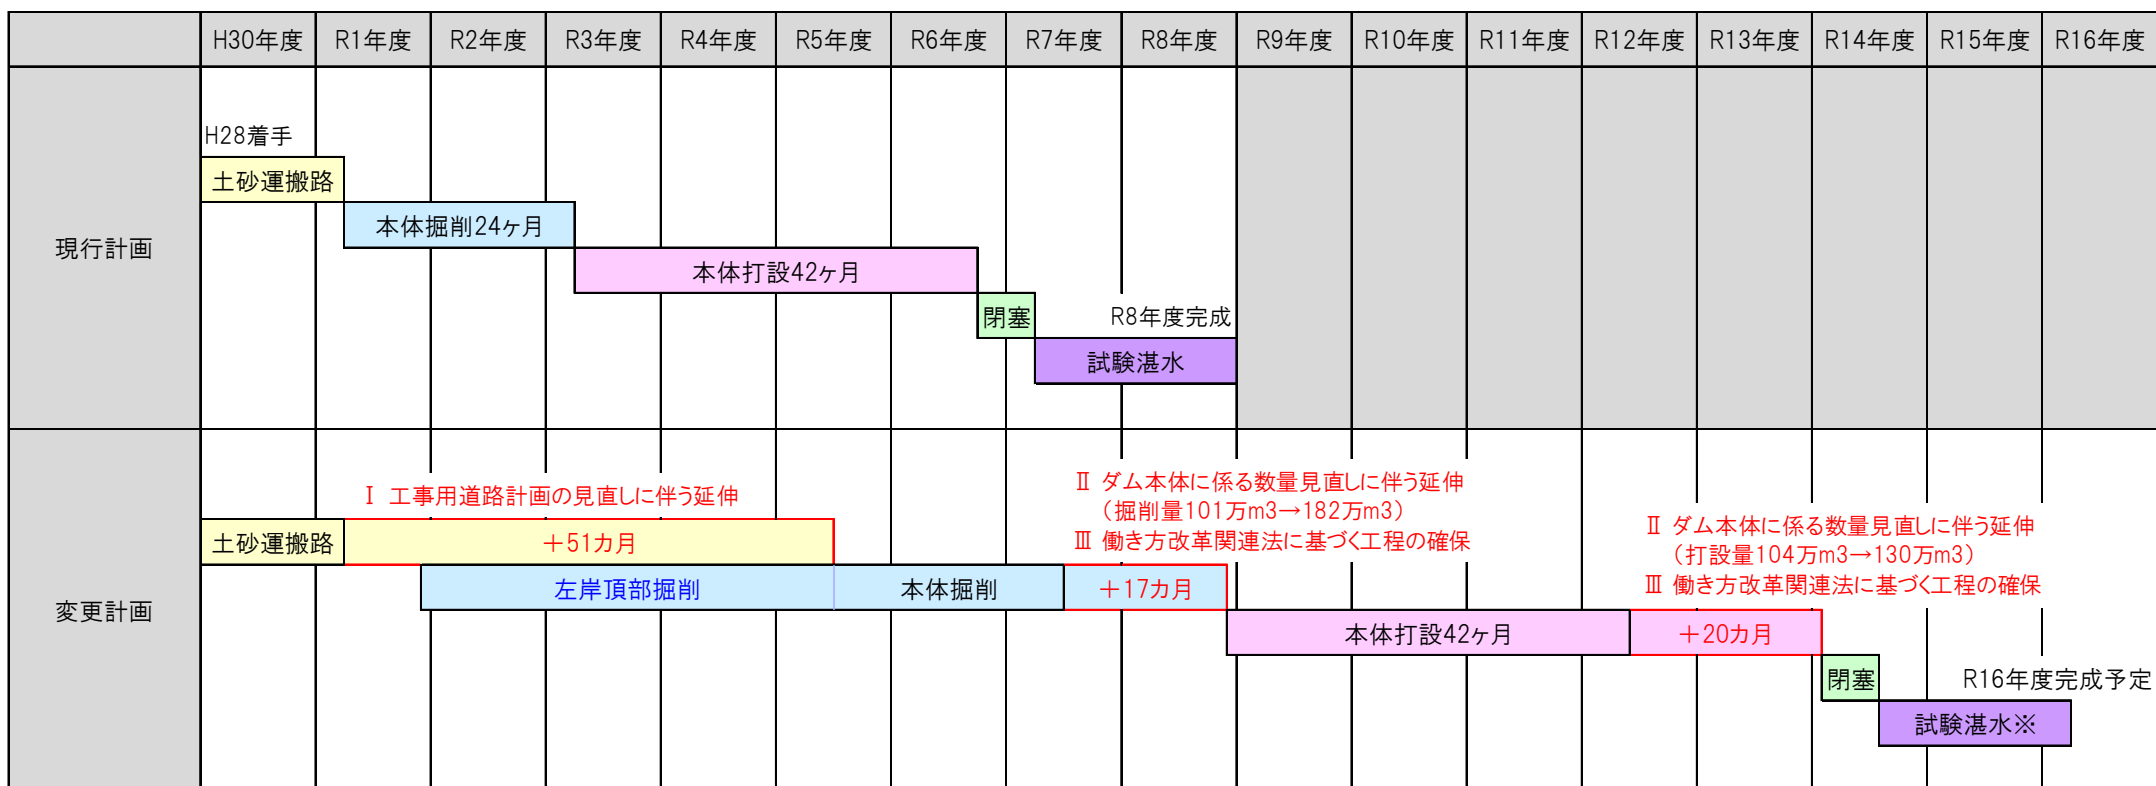 H30年度 R1年度 R2年度 R3年度 R4年度 R5年度 R6年度 R7年度 R8年度 R9年度 R10年度 R11年度 R12年度 R13年度 R14年度 R15年度 R16年度
現行計画
H28着手
土砂運搬路
本体掘削24ヶ月
本体打設42ヶ月
閉塞
R8年度完成
試験湛水
変更計画
Ⅰ 工事用道路計画の見直しに伴う延伸
土砂運搬路
＋51カ月
左岸頂部掘削
本体掘削
Ⅱ ダム本体に係る数量見直しに伴う延伸
（掘削量101万m3→182万m3）
Ⅲ 働き方改革関連法に基づく工程の確保
＋17カ月
本体打設42ヶ月
Ⅱ ダム本体に係る数量見直しに伴う延伸
（打設量104万m3→130万m3）
Ⅲ 働き方改革関連法に基づく工程の確保
＋20カ月
閉塞
R16年度完成予定
試験湛水※